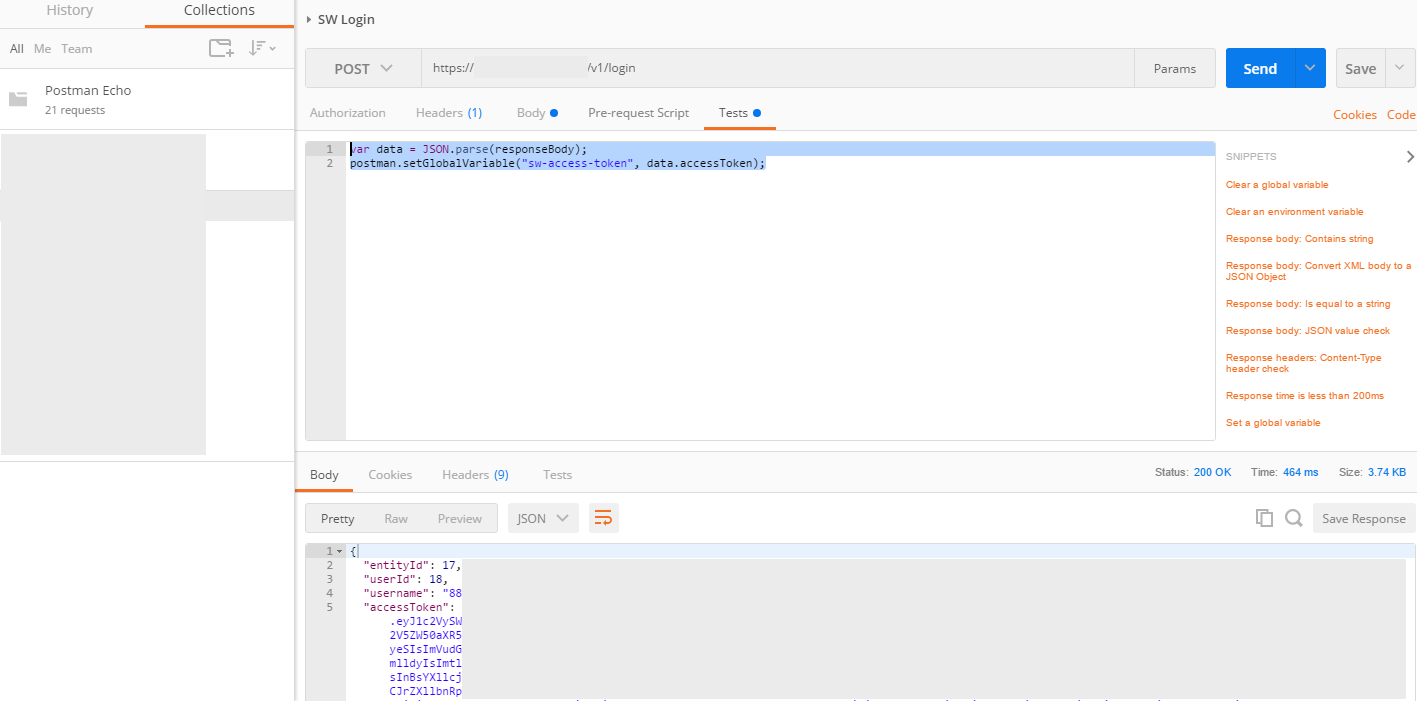 History Collections
All Me Team
Postman Echo
21 requests
SW Login
POST https:// /v1/login Params Send Save
Authorization Headers (1) Body Pre-request Script Tests Cookies Code
1 var data = JSON.parse(responseBody);
2 postman.setGlobalVariable("sw-access-token", data.accessToken);
SNIPPETS
Clear a global variable
Clear an environment variable
Response body: Contains string
Response body: Convert XML body to a
JSON Object
Response body: Is equal to a string
Response body: JSON value check
Response headers: Content-Type
header check
Response time is less than 200ms
Set a global variable
Body Cookies Headers (9) Tests Status: 200 OK Time: 464 ms Size: 3.74 KB
Pretty Raw Preview JSON Save Response
1 {
2 "entityId": 17,
3 "userId": 18,
4 "username": "88
5 "accessToken":
.eyJ1c2VySW
2V5ZW50aXR5
yeSIsImVudG
mlldyIsImtl
sInBsYXllcj
CJrZXllbnRp